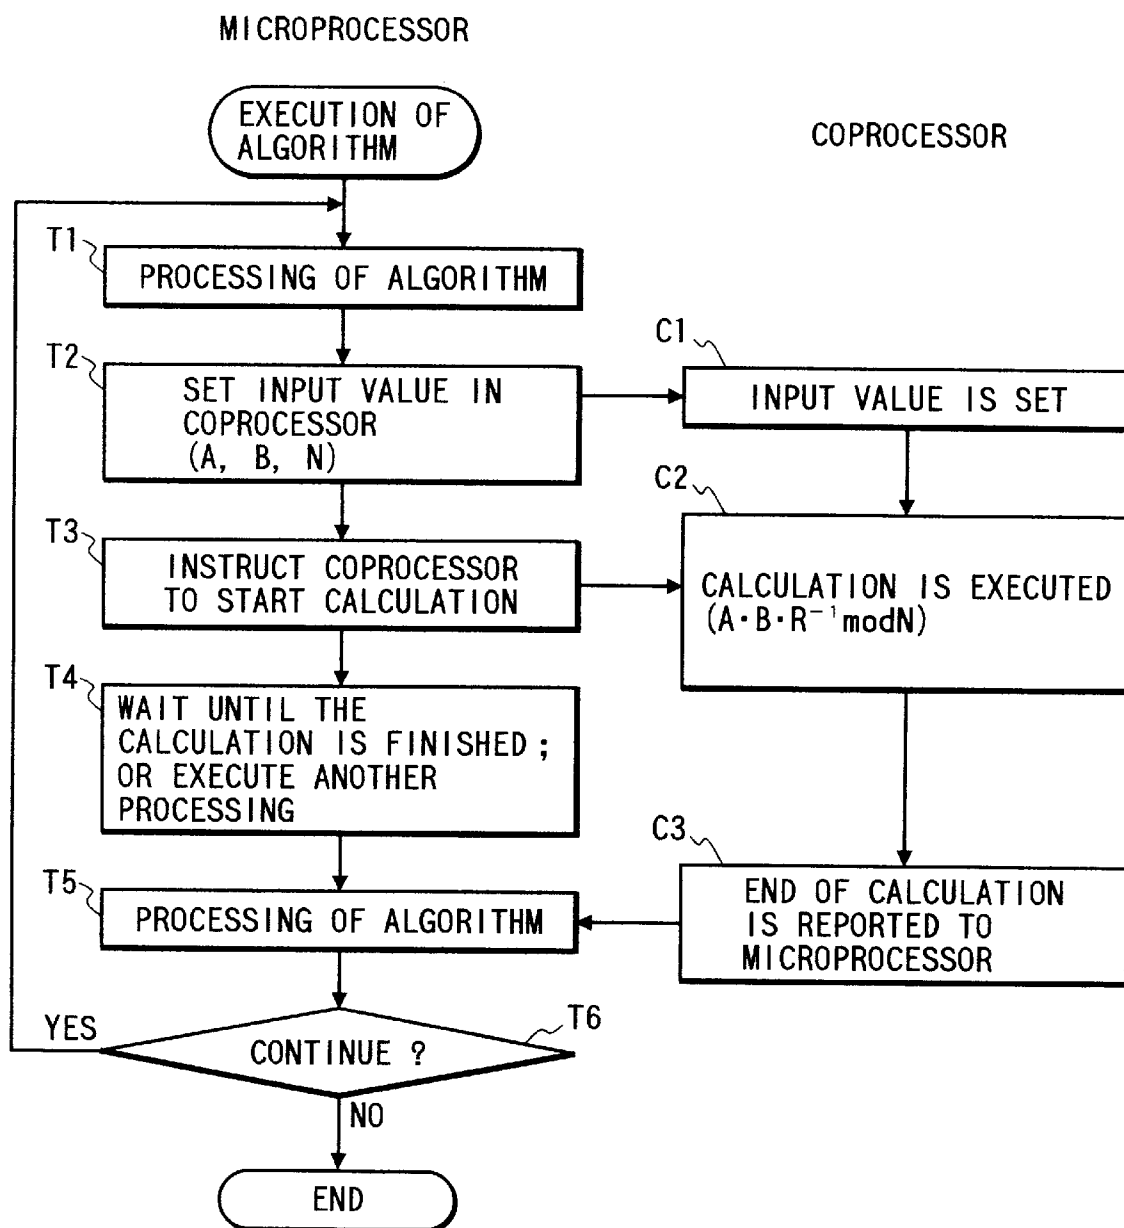 MICROPROCESSOR
EXECUTION OF
ALGORITHM
COPROCESSOR
T1
PROCESSING OF ALGORITHM
T2
SET INPUT VALUE IN
COPROCESSOR
(A, B, N)
C1
INPUT VALUE IS SET
T3
INSTRUCT COPROCESSOR
TO START CALCULATION
C2
CALCULATION IS EXECUTED
(A·B·R⁻¹modN)
T4
WAIT UNTIL THE
CALCULATION IS FINISHED;
OR EXECUTE ANOTHER
PROCESSING
T5
PROCESSING OF ALGORITHM
C3
END OF CALCULATION
IS REPORTED TO
MICROPROCESSOR
T6
CONTINUE ?
YES
NO
END